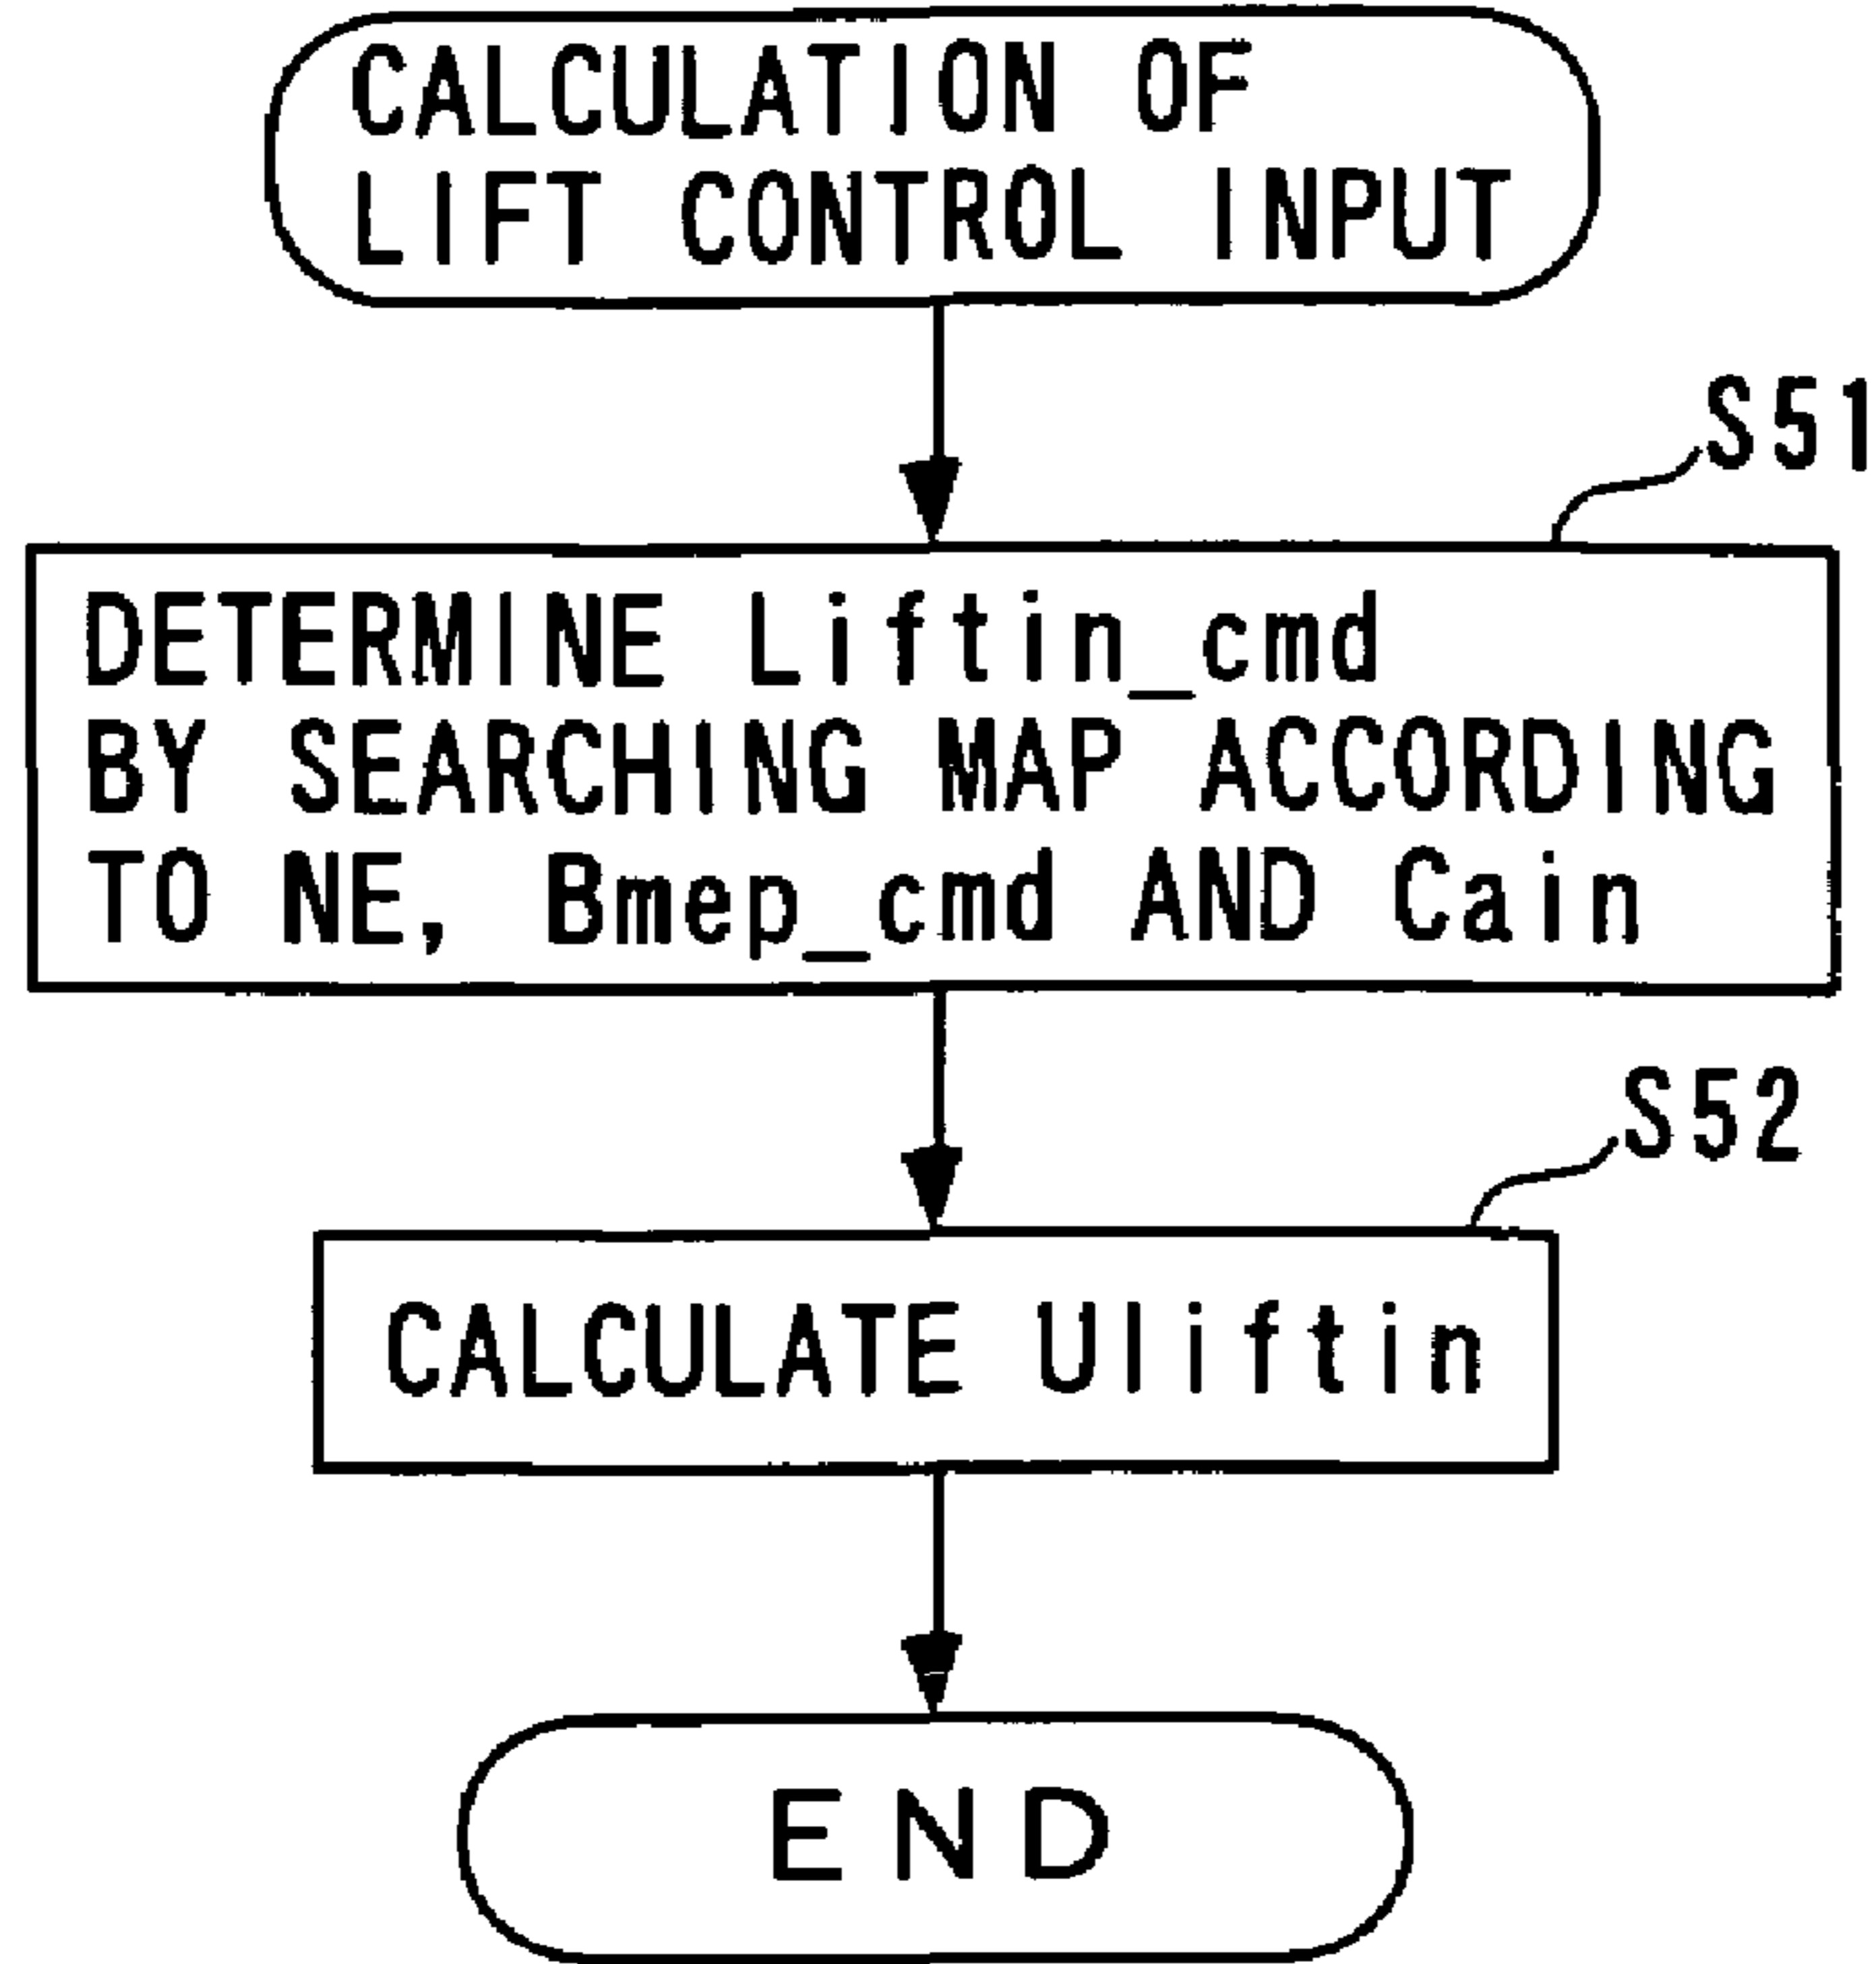 CALCULATION OF
LIFT CONTROL INPUT
S51
DETERMINE Liftin_cmd
BY SEARCHING MAP ACCORDING
TO NE, Bmep_cmd AND Cain
S52
CALCULATE Uliftin
END